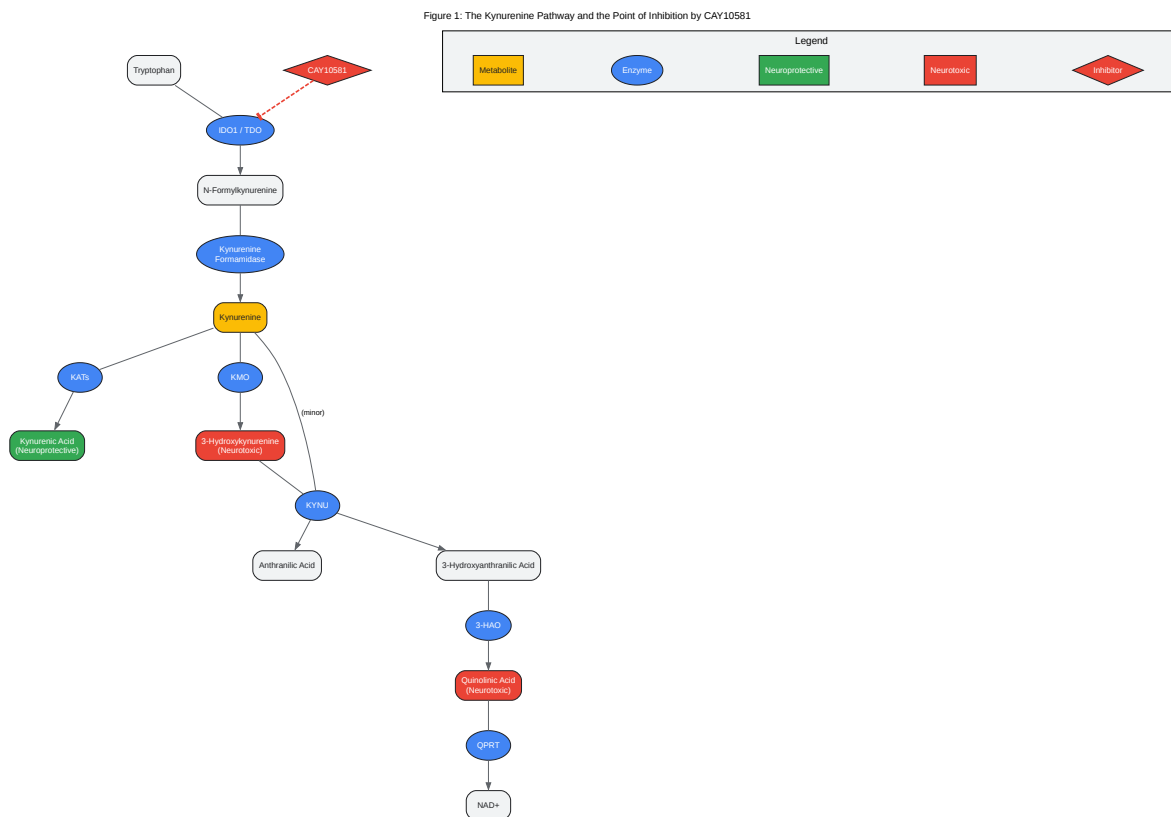 Figure 1: The Kynurenine Pathway and the Point of Inhibition by CAY10581
Legend
Metabolite
Enzyme
Neuroprotective
Neurotoxic
Inhibitor
Tryptophan
CAY10581
IDO1 / TDO
N-Formylkynurenine
Kynurenine
Formamidase
Kynurenine
KATs
KMO
(minor)
Kynurenic Acid
(Neuroprotective)
3-Hydroxykynurenine
(Neurotoxic)
KYNU
Anthranilic Acid
3-Hydroxyanthranilic Acid
3-HAO
Quinolinic Acid
(Neurotoxic)
QPRT
NAD+